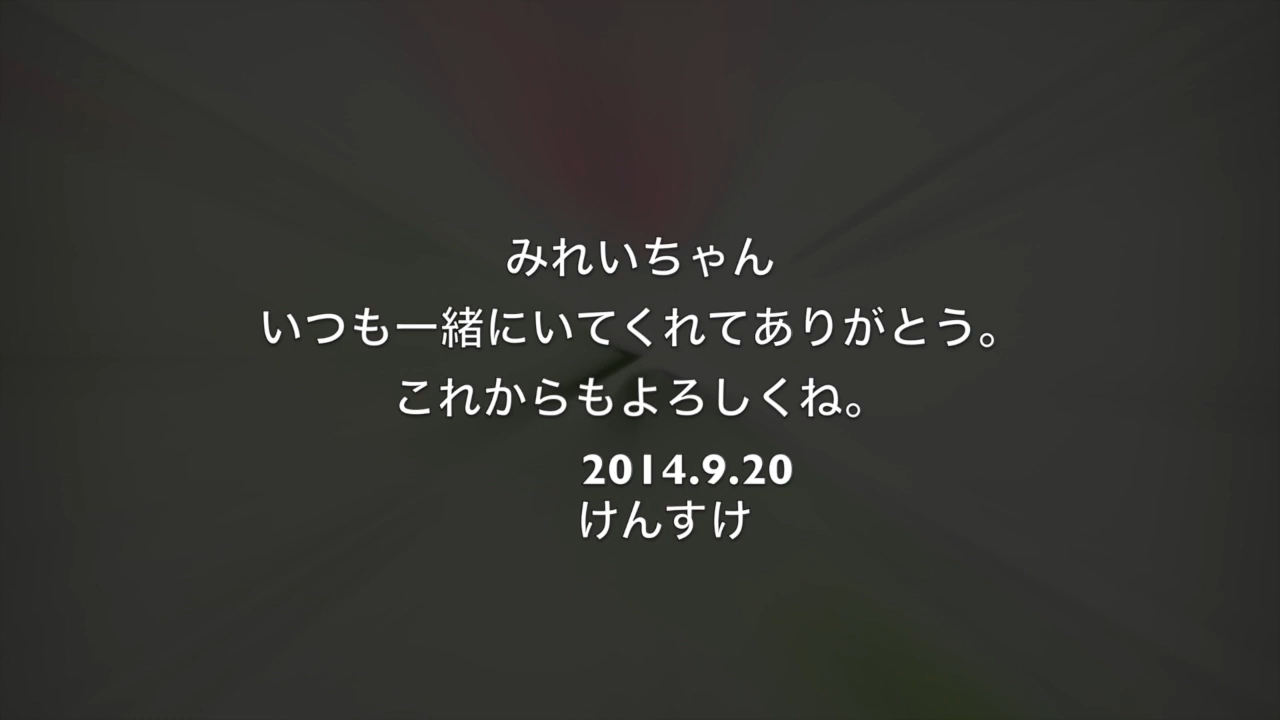 みれいちゃん
いつも一緒にいてくれてありがとう。
これからもよろしくね。
2014.9.20
けんすけ